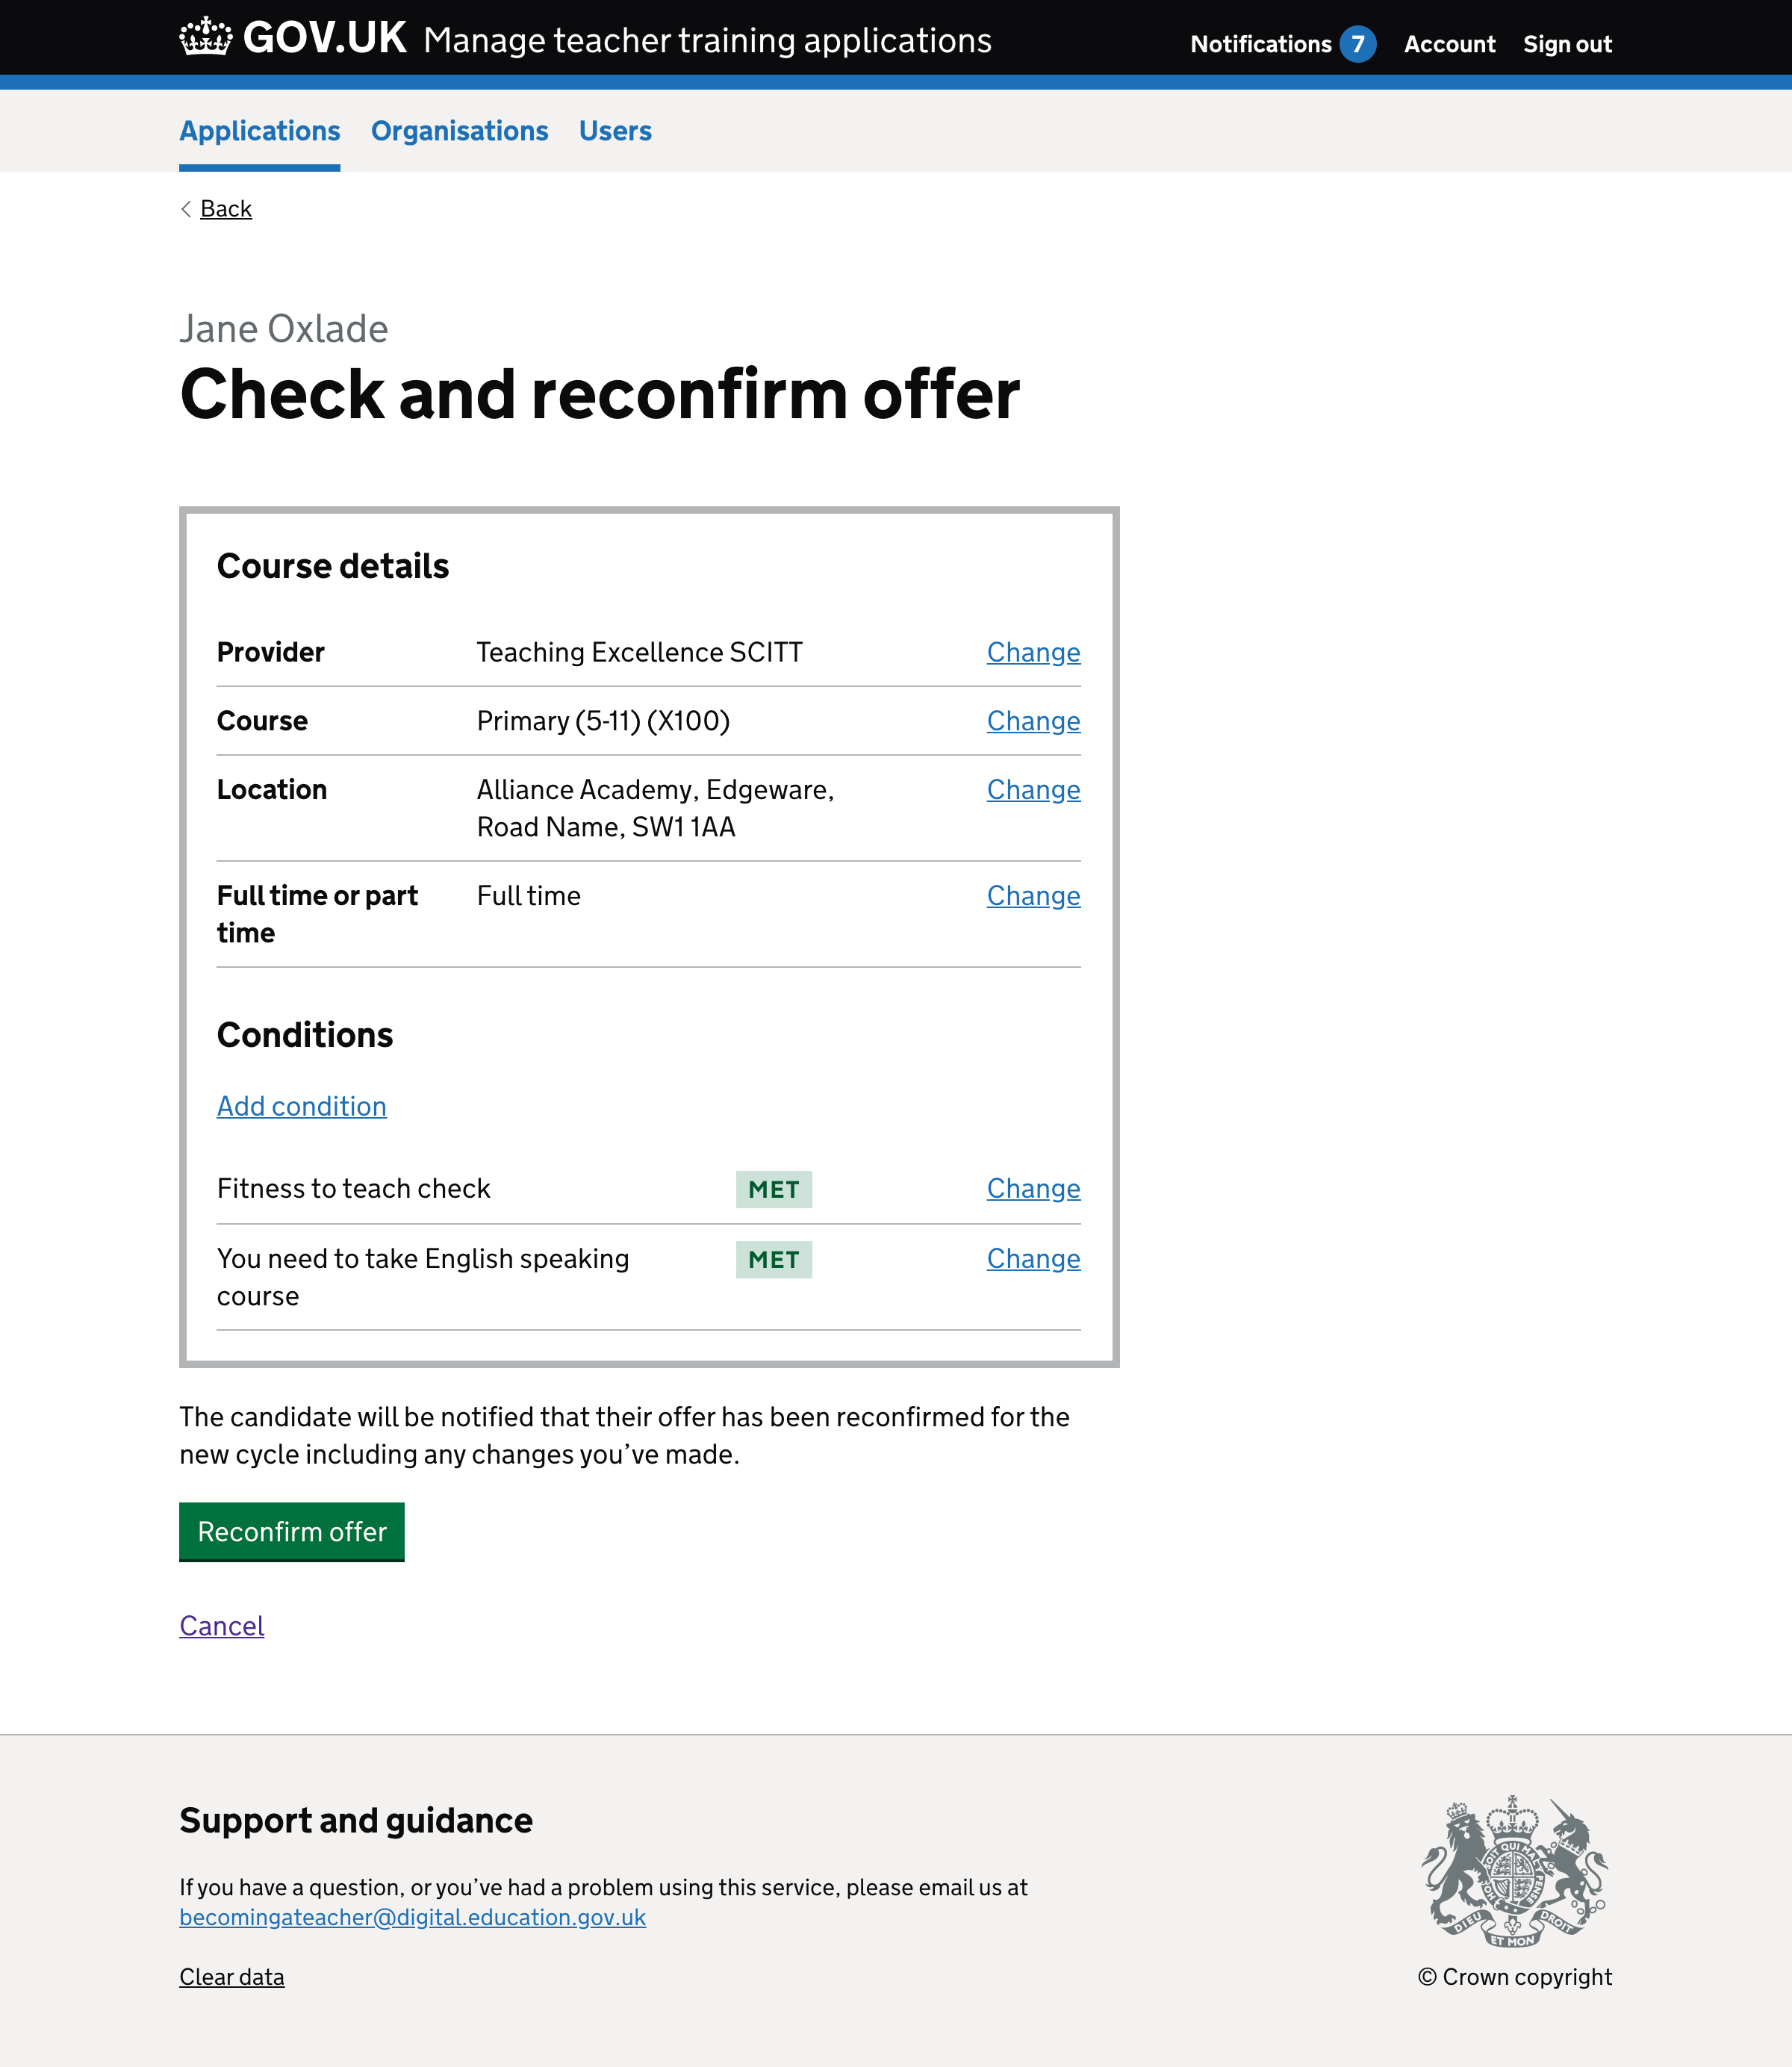 GOV.UK Manage teacher training applications Notifications 7 Account Sign out
Applications Organisations Users
Back
Jane Oxlade
Check and reconfirm offer
Course details
Provider Teaching Excellence SCITT Change
Course Primary (5-11) (X100) Change
Location Alliance Academy, Edgeware, Change
Road Name, SW1 1AA
Full time or part Full time Change
time
Conditions
Add condition
Fitness to teach check MET Change
You need to take English speaking MET Change
course
The candidate will be notified that their offer has been reconfirmed for the
new cycle including any changes you’ve made.
Reconfirm offer
Cancel
Support and guidance
If you have a question, or you’ve had a problem using this service, please email us at
becomingateacher@digital.education.gov.uk
DIEU ET MON DROIT
Clear data © Crown copyright